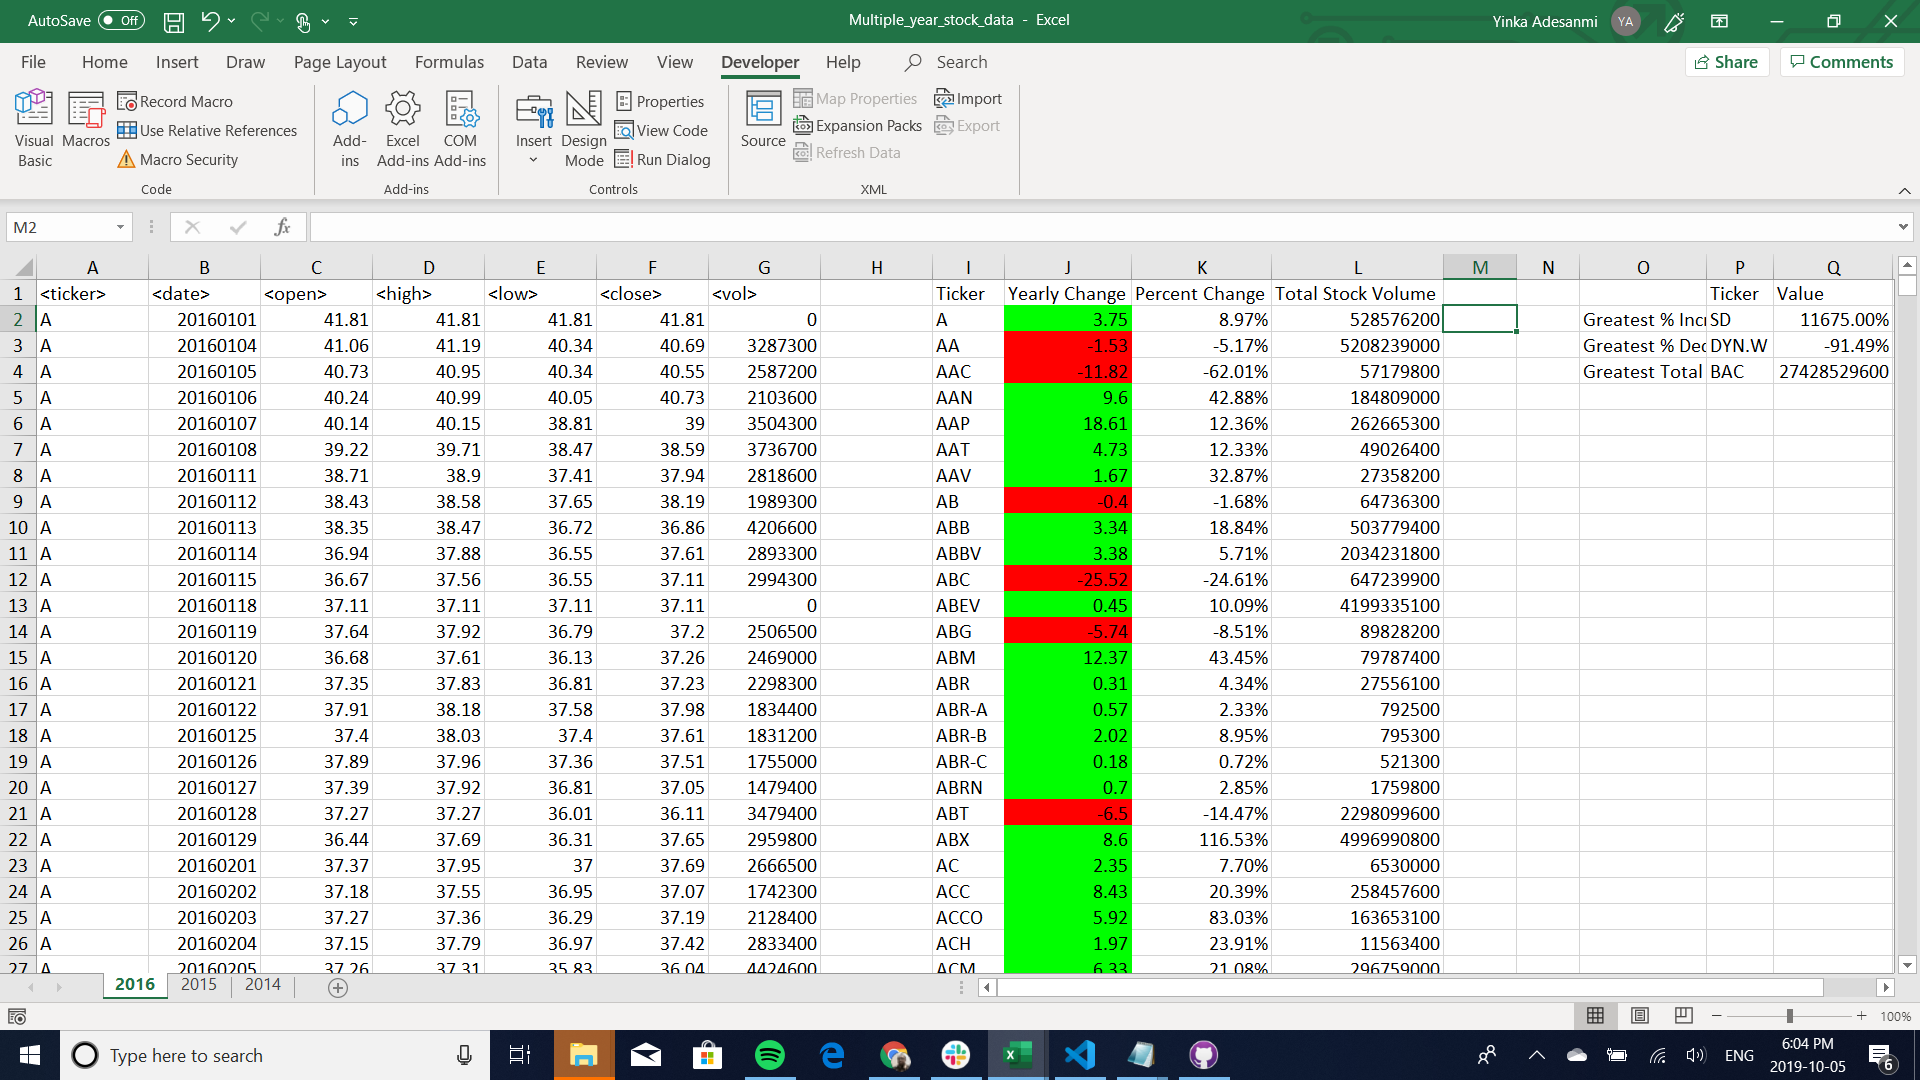 AutoSave Off Multiple_year_stock_data - Excel Yinka Adesanmi YA
File Home Insert Draw Page Layout Formulas Data Review View Developer Help Search Share Comments
Visual Basic
Macros
Record Macro
Use Relative References
Macro Security
Code
Add-ins
Excel Add-ins
COM Add-ins
Add-ins
Insert
Design Mode
Properties
View Code
Run Dialog
Controls
Source
Map Properties
Expansion Packs
Refresh Data
Import
Export
XML
M2 fx
A B C D E F G H I J K L M N O P Q
1 <ticker> <date> <open> <high> <low> <close> <vol> Ticker Yearly Change Percent Change Total Stock Volume Ticker Value
2 A 20160101 41.81 41.81 41.81 41.81 0 A 3.75 8.97% 528576200 Greatest % Incr SD 11675.00%
3 A 20160104 41.06 41.19 40.34 40.69 3287300 AA -1.53 -5.17% 5208239000 Greatest % Dec DYN.W -91.49%
4 A 20160105 40.73 40.95 40.34 40.55 2587200 AAC -11.82 -62.01% 57179800 Greatest Total BAC 27428529600
5 A 20160106 40.24 40.99 40.05 40.73 2103600 AAN 9.6 42.88% 184809000
6 A 20160107 40.14 40.15 38.81 39 3504300 AAP 18.61 12.36% 262665300
7 A 20160108 39.22 39.71 38.47 38.59 3736700 AAT 4.73 12.33% 49026400
8 A 20160111 38.71 38.9 37.41 37.94 2818600 AAV 1.67 32.87% 27358200
9 A 20160112 38.43 38.58 37.65 38.19 1989300 AB -0.4 -1.68% 64736300
10 A 20160113 38.35 38.47 36.72 36.86 4206600 ABB 3.34 18.84% 503779400
11 A 20160114 36.94 37.88 36.55 37.61 2893300 ABBV 3.38 5.71% 2034231800
12 A 20160115 36.67 37.56 36.55 37.11 2994300 ABC -25.52 -24.61% 647239900
13 A 20160118 37.11 37.11 37.11 37.11 0 ABEV 0.45 10.09% 4199335100
14 A 20160119 37.64 37.92 36.79 37.2 2506500 ABG -5.74 -8.51% 89828200
15 A 20160120 36.68 37.61 36.13 37.26 2469000 ABM 12.37 43.45% 79787400
16 A 20160121 37.35 37.83 36.81 37.23 2298300 ABR 0.31 4.34% 27556100
17 A 20160122 37.91 38.18 37.58 37.98 1834400 ABR-A 0.57 2.33% 792500
18 A 20160125 37.4 38.03 37.4 37.61 1831200 ABR-B 2.02 8.95% 795300
19 A 20160126 37.89 37.96 37.36 37.51 1755000 ABR-C 0.18 0.72% 521300
20 A 20160127 37.39 37.92 36.81 37.05 1479400 ABRN 0.7 2.85% 1759800
21 A 20160128 37.27 37.27 36.01 36.11 3479400 ABT -6.5 -14.47% 2298099600
22 A 20160129 36.44 37.69 36.31 37.65 2959800 ABX 8.6 116.53% 4996990800
23 A 20160201 37.37 37.95 37 37.69 2666500 AC 2.35 7.70% 6530000
24 A 20160202 37.18 37.55 36.95 37.07 1742300 ACC 8.43 20.39% 258457600
25 A 20160203 37.27 37.36 36.29 37.19 2128400 ACCO 5.92 83.03% 163653100
26 A 20160204 37.15 37.79 36.97 37.42 2833400 ACH 1.97 23.91% 11563400
27 A 20160205 37.26 37.31 35.83 36.04 4424600 ACM 6.33 21.08% 296759000
2016 2015 2014
100%
Type here to search ENG 6:04 PM
2019-10-05 6